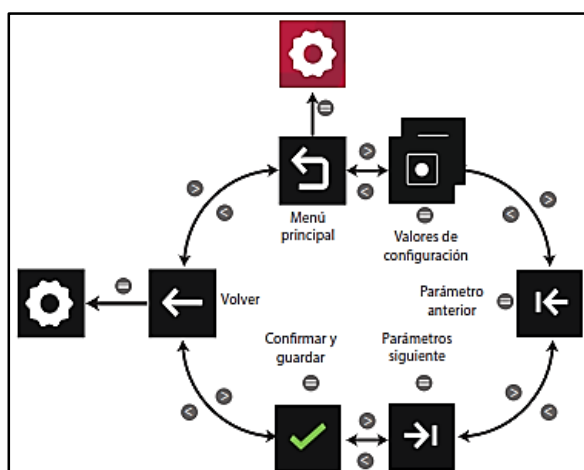 Menú
principal
Valores de
configuración
Volver
Parámetro
anterior
Confirmar y
guardar
Parámetros
siguiente